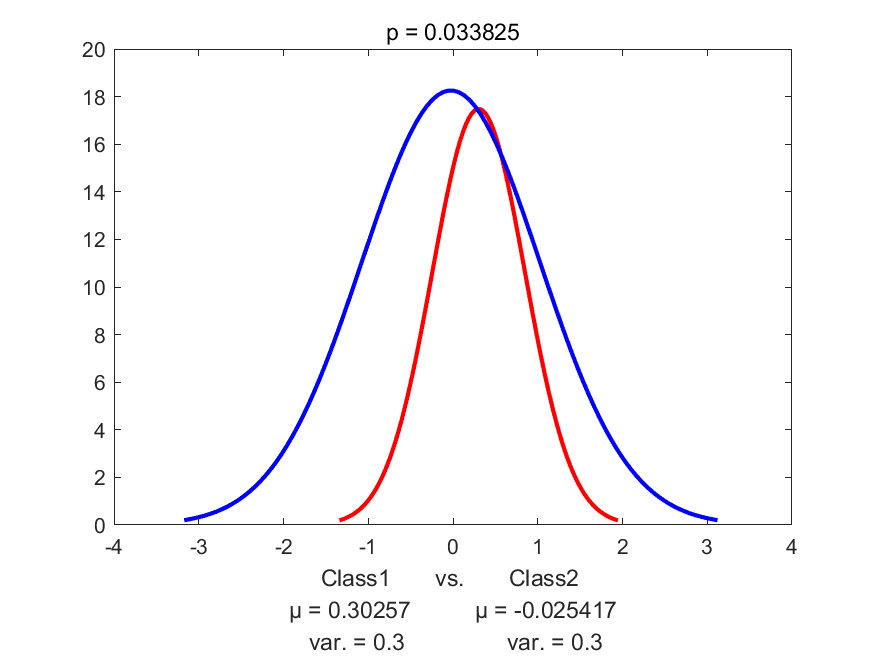 p = 0.033825
20
18
16
14
12
10
8
6
4
2
0
-4 -3 -2 -1 0 1 2 3 4
Class1 vs. Class2
μ = 0.30257 μ = -0.025417
var. = 0.3 var. = 0.3